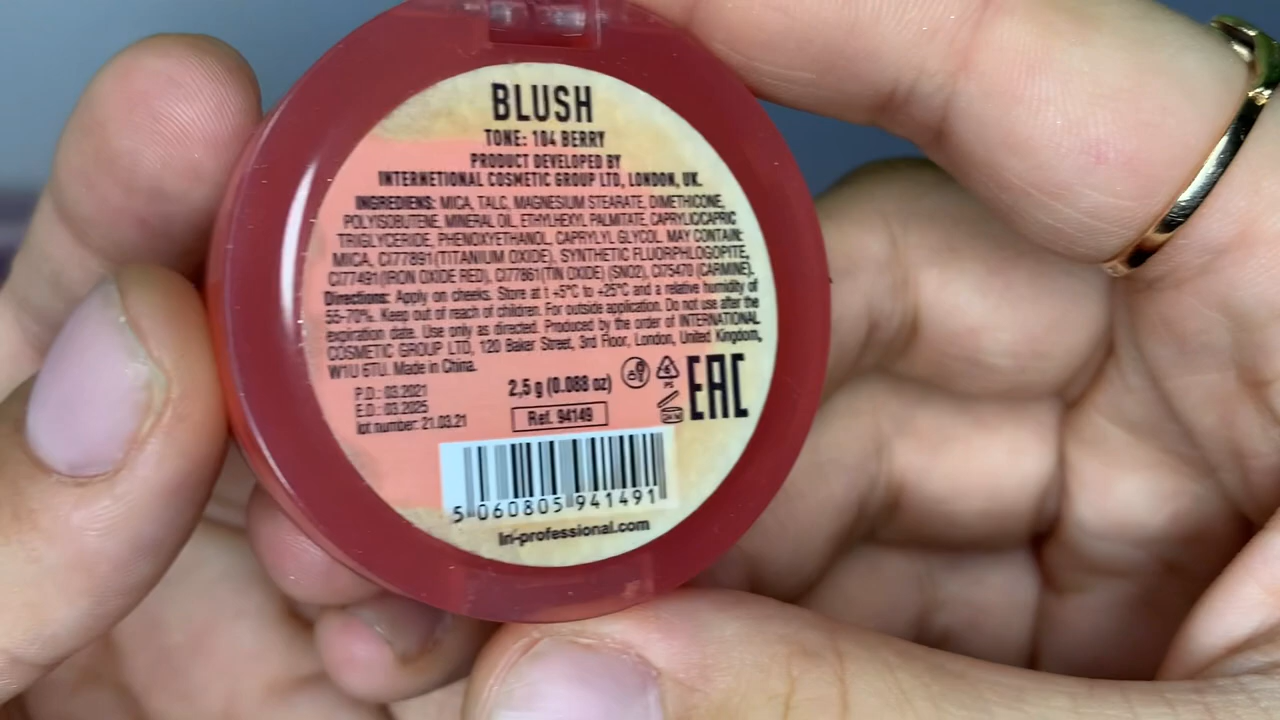 BLUSH
TONE: 104 BERRY
PRODUCT DEVELOPED BY
INTERNETIONAL COSMETIC GROUP LTD, LONDON, UK.
INGREDIENS: MICA, TALC, MAGNESIUM STEARATE, DIMETHICONE,
POLYISOBUTENE, MINERAL OIL, ETHYLHEXYL PALMITATE, CAPRYLICCAPRIC
TRIGLYCERIDE, PHENOXYETHANOL, CAPRYLYL GLYCOL. MAY CONTAIN:
MICA, CI77891(TITANIUM OXIDE), SYNTHETIC FLUORPHLOGOPITE,
CI77491(IRON OXIDE RED), CI77861(TIN OXIDE) (SNO2), CI75470 (CARMINE).
Directions: Apply on cheeks. Store at t +5°C to +25°C and a relative humidity of
55-70%. Keep out of reach of children. For outside application. Do not use after the
expiration date. Use only as directed. Produced by the order of INTERNATIONAL
COSMETIC GROUP LTD, 120 Baker Street, 3rd Floor, London, United Kingdom,
W1U 6TU. Made in China.
P.D.: 03.2021
E.D.: 03.2025
lot number: 21.03.21
2,5 g (0.088 oz)
Ref. 94149
6
PS
EAC
5 060805 941491
In-professional.com